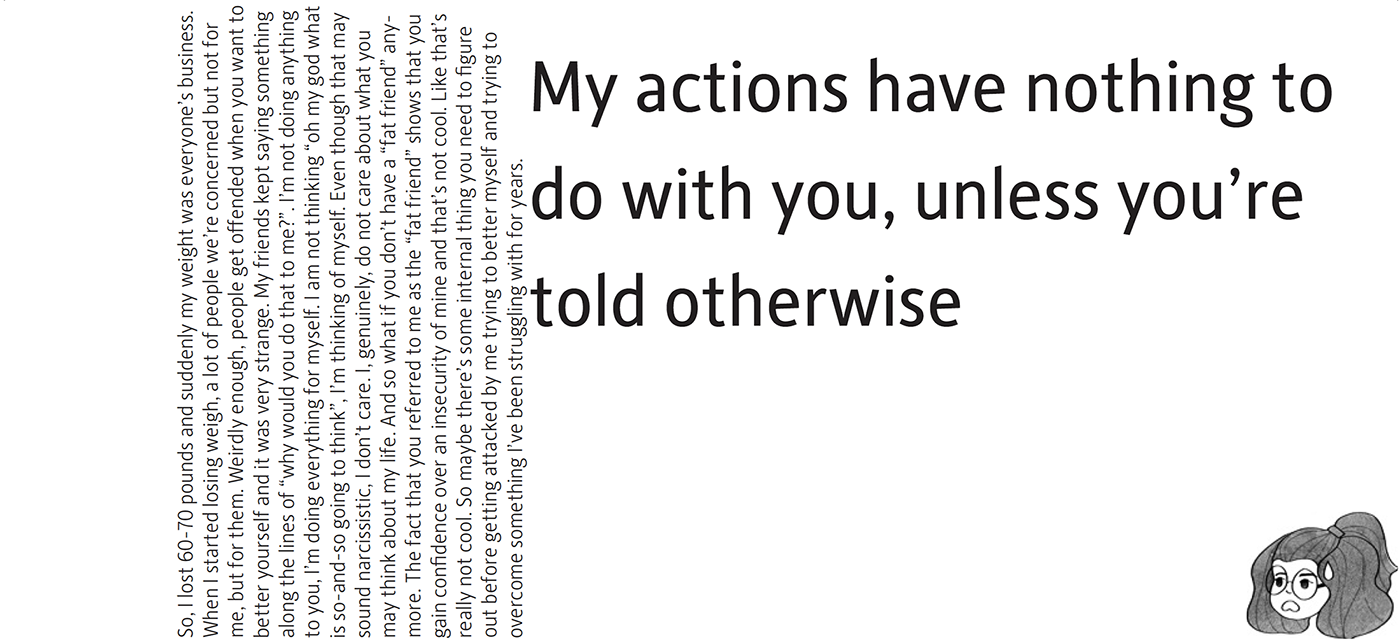 So, I lost 60-70 pounds and suddenly my weight was everyone's business.
When I started losing weigh, a lot of people we're concerned but not for
me, but for them. Weirdly enough, people get offended when you want to
better yourself and it was very strange. My friends kept saying something
along the lines of “why would you do that to me?”. I'm not doing anything
to you, I'm doing everything for myself. I am not thinking “oh my god what
is so-and-so going to think”, I'm thinking of myself. Even though that may
sound narcissistic, I don't care. I, genuinely, do not care about what you
may think about my life. And so what if you don't have a “fat friend” any-
more. The fact that you referred to me as the “fat friend” shows that you
gain confidence over an insecurity of mine and that's not cool. Like that's
really not cool. So maybe there's some internal thing you need to figure
out before getting attacked by me trying to better myself and trying to
overcome something I've been struggling with for years.
My actions have nothing to
do with you, unless you’re
told otherwise